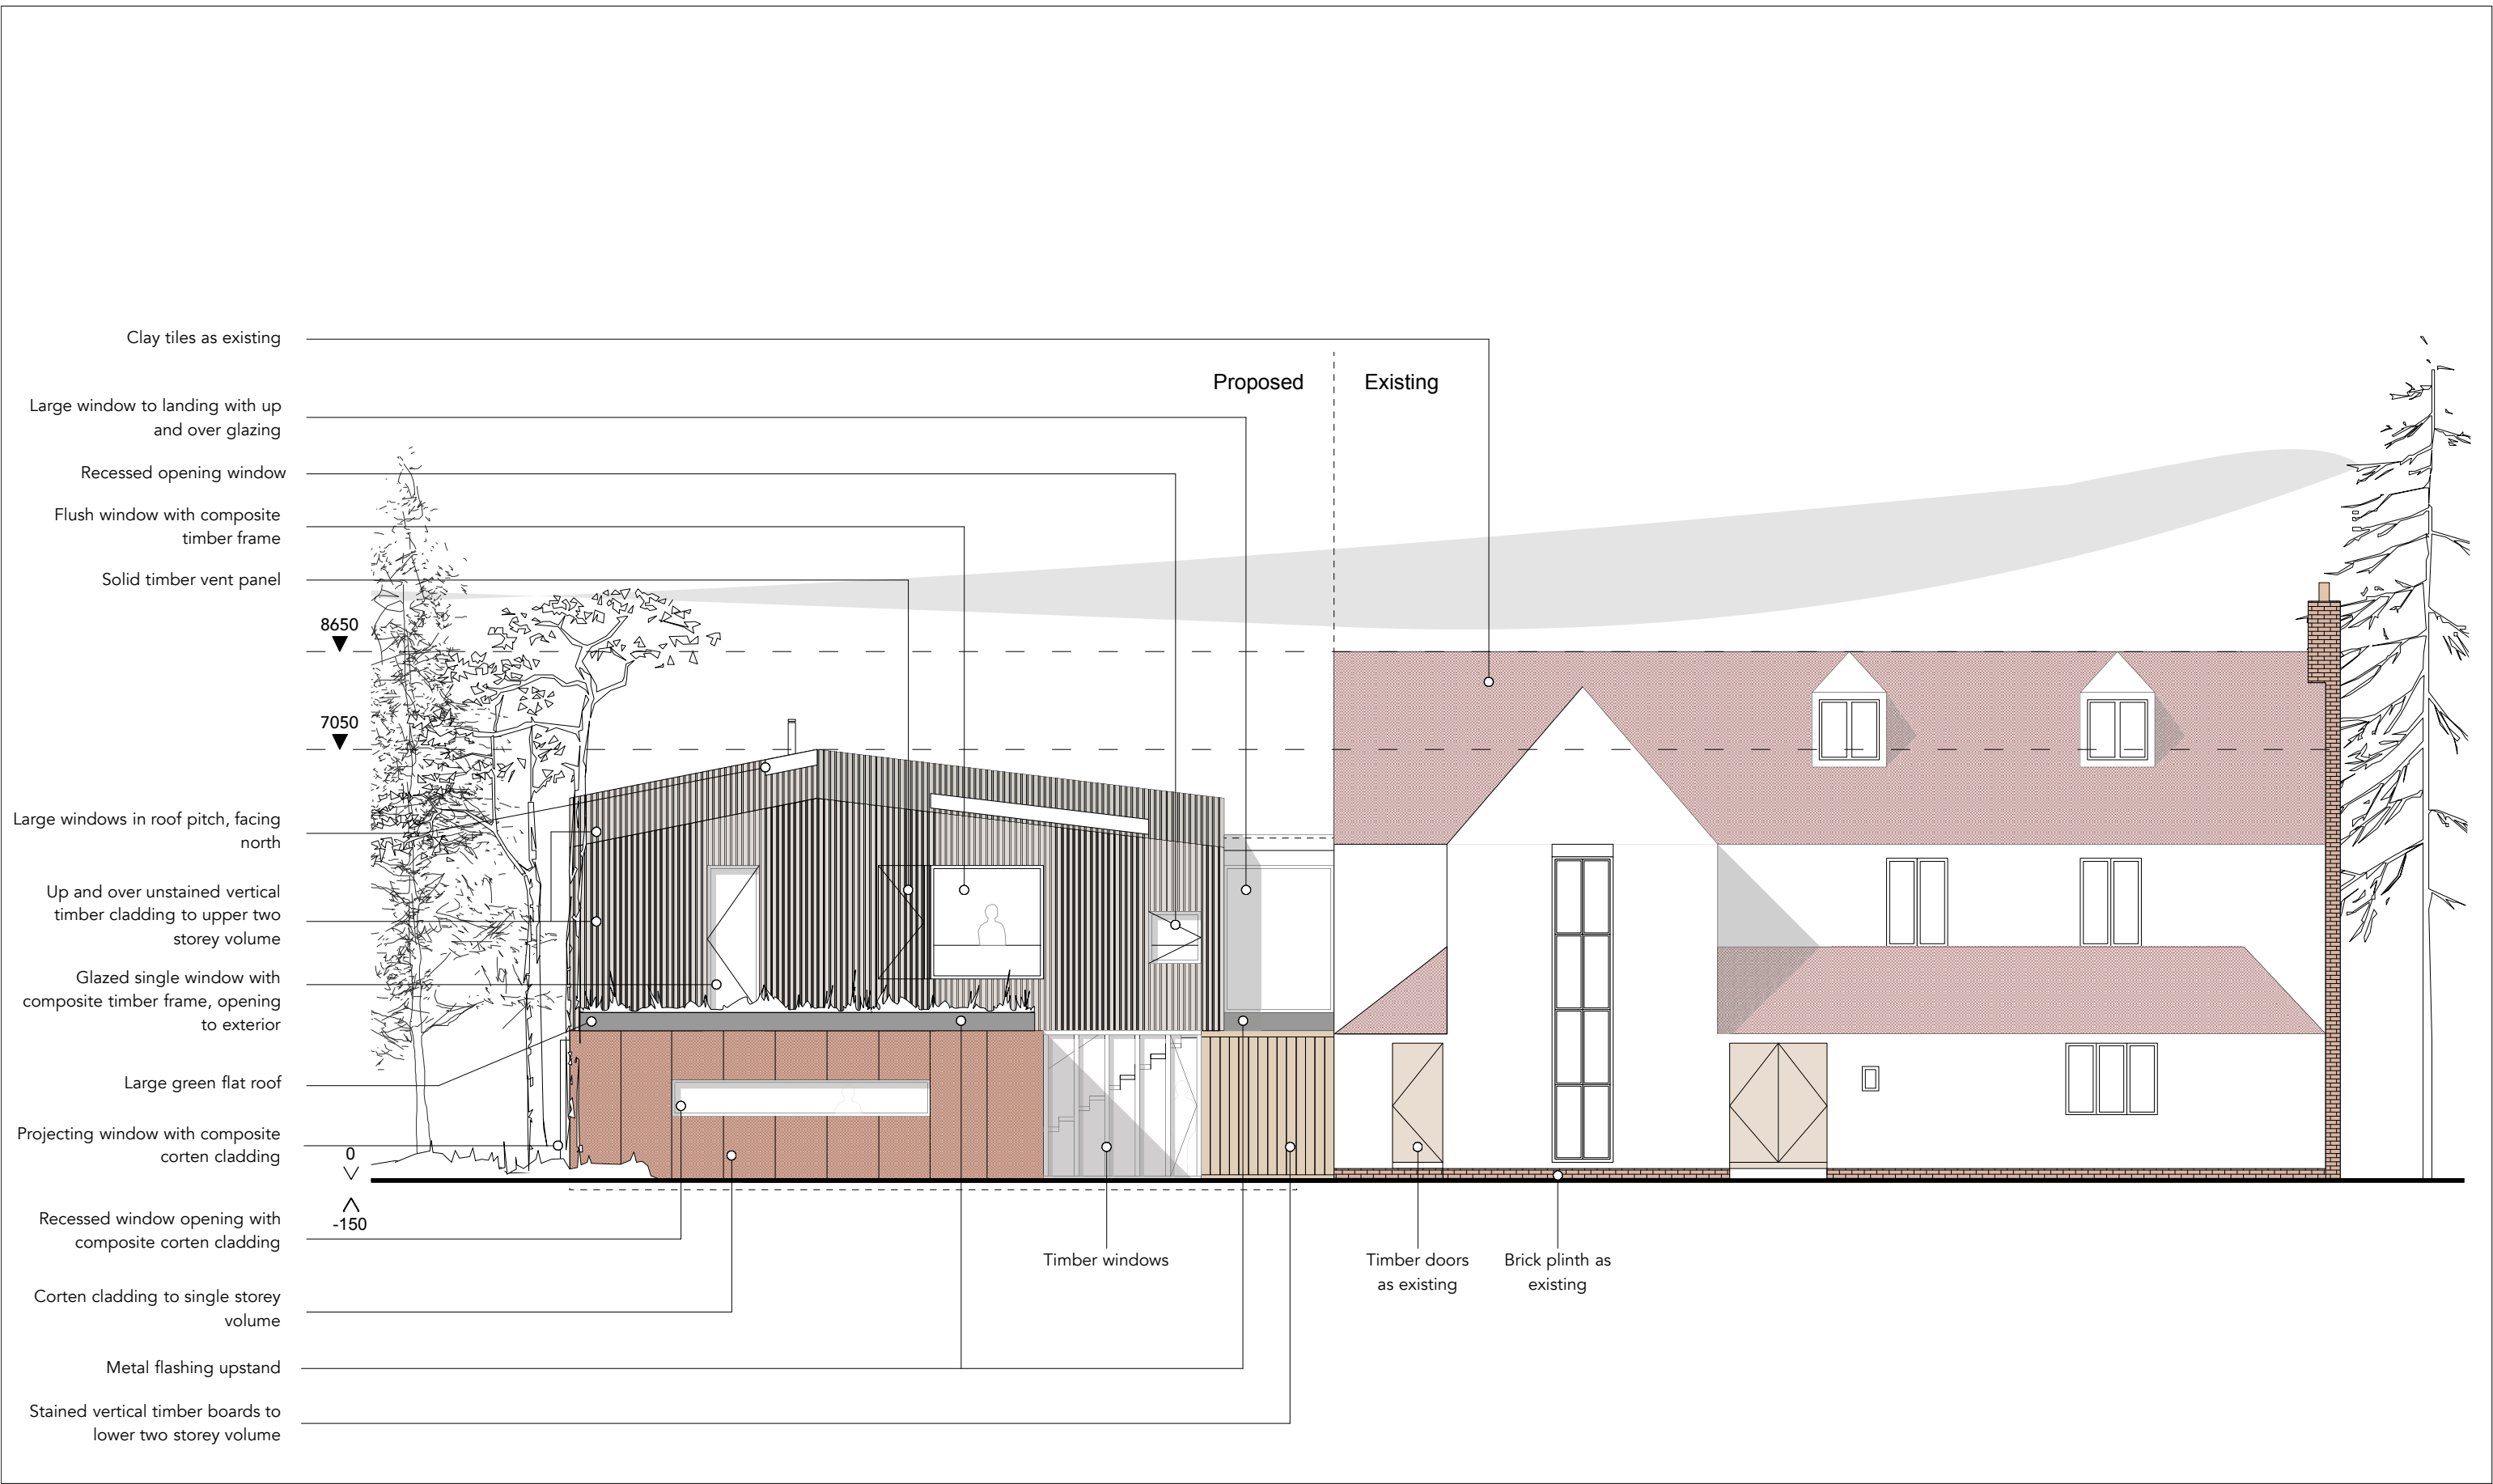 Clay tiles as existing
Proposed
Existing
Large window to landing with up
and over glazing
Recessed opening window
Flush window with composite
timber frame
Solid timber vent panel
8650
7050
Large windows in roof pitch, facing
north
Up and over unstained vertical
timber cladding to upper two
storey volume
Glazed single window with
composite timber frame, opening
to exterior
Large green flat roof
Projecting window with composite
corten cladding
0
-150
Recessed window opening with
composite corten cladding
Timber windows
Timber doors
as existing
Brick plinth as
existing
Corten cladding to single storey
volume
Metal flashing upstand
Stained vertical timber boards to
lower two storey volume